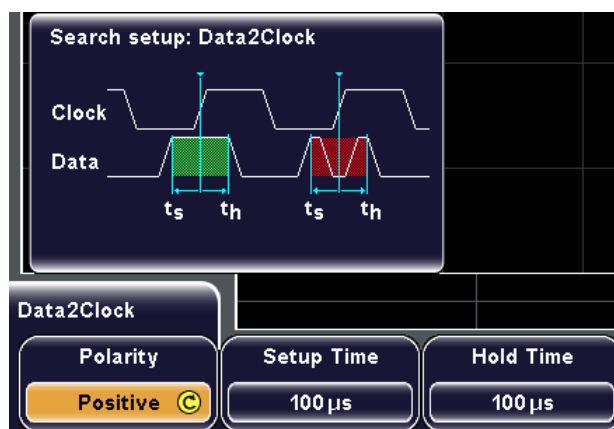 Search setup: Data2Clock
Clock
Data
ts th ts th
Data2Clock
Polarity Setup Time Hold Time
Positive 100 µs 100 µs